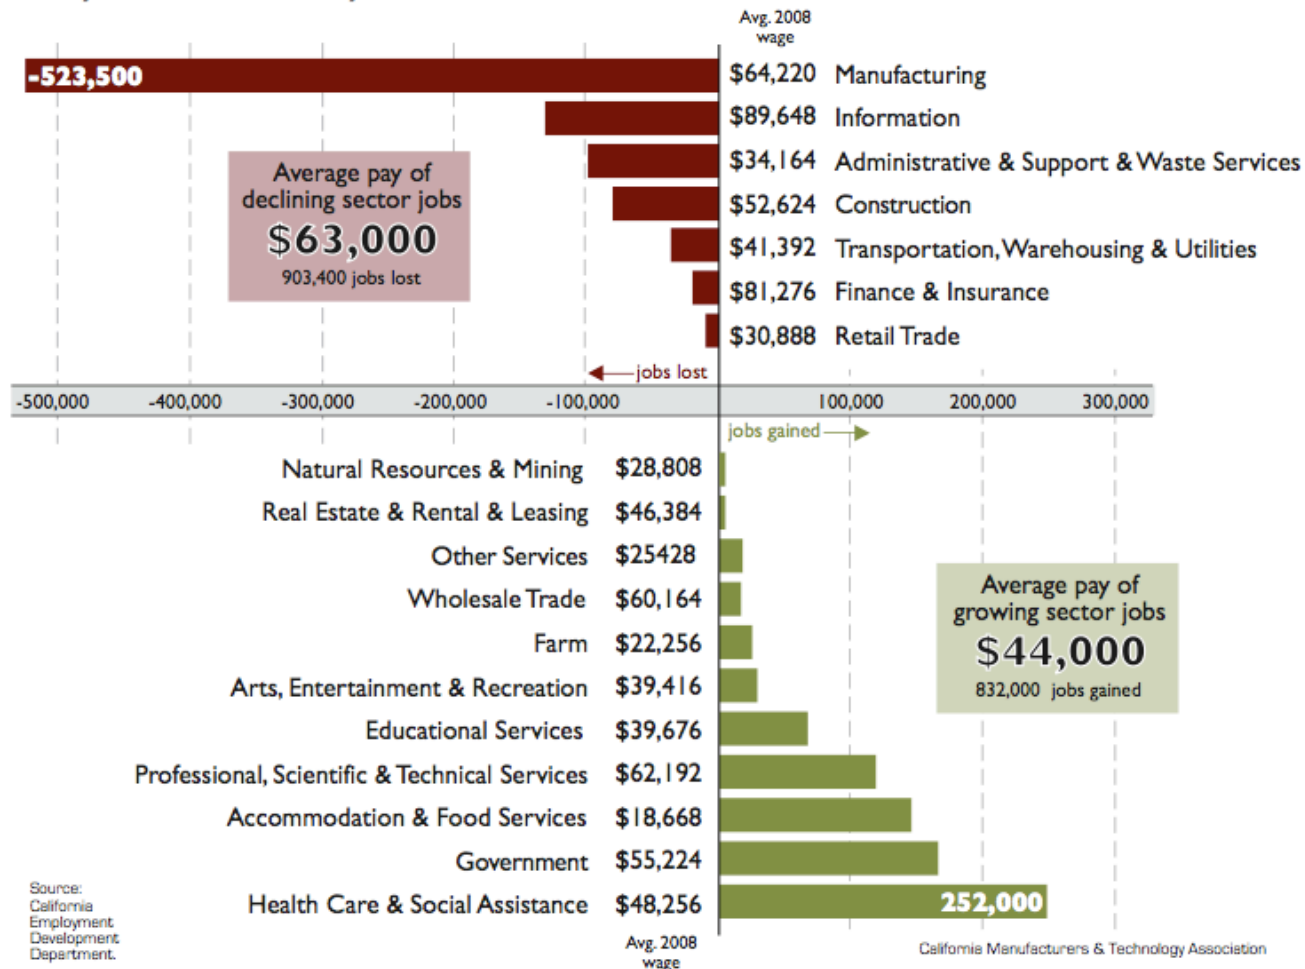 Avg. 2008
wage
-523,500 $64,220 Manufacturing
$89,648 Information
$34,164 Administrative & Support & Waste Services
$52,624 Construction
$41,392 Transportation, Warehousing & Utilities
$81,276 Finance & Insurance
$30,888 Retail Trade
Average pay of
declining sector jobs
$63,000
903,400 jobs lost
jobs lost
-500,000 -400,000 -300,000 -200,000 -100,000 100,000 200,000 300,000
jobs gained
Natural Resources & Mining $28,808
Real Estate & Rental & Leasing $46,384
Other Services $25428
Wholesale Trade $60,164
Farm $22,256
Arts, Entertainment & Recreation $39,416
Educational Services $39,676
Professional, Scientific & Technical Services $62,192
Accommodation & Food Services $18,668
Government $55,224
Health Care & Social Assistance $48,256 252,000
Average pay of
growing sector jobs
$44,000
832,000 jobs gained
Avg. 2008
wage
Source:
California
Employment
Development
Department.
California Manufacturers & Technology Association